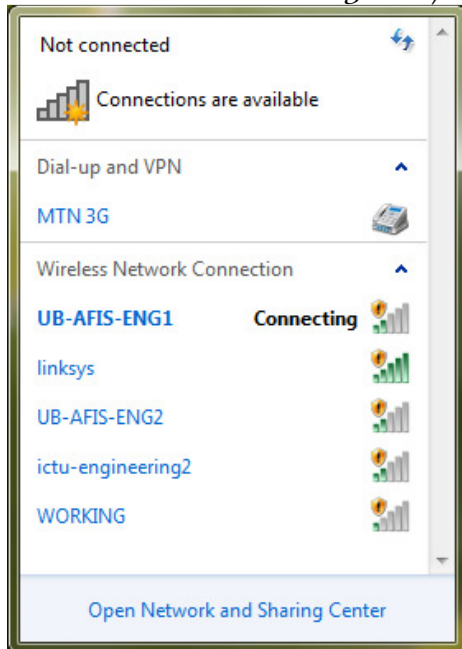 Not connected
Connections are available
Dial-up and VPN
MTN 3G
Wireless Network Connection
UB-AFIS-ENG1 Connecting
linksys
UB-AFIS-ENG2
ictu-engineering2
WORKING
Open Network and Sharing Center